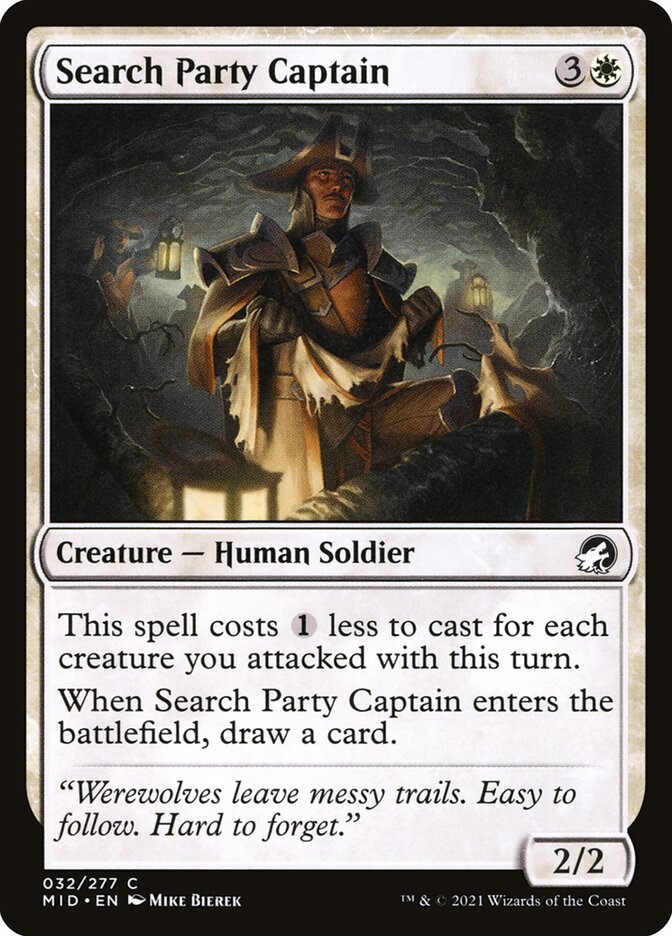 Search Party Captain 3
Creature — Human Soldier
This spell costs 1 less to cast for each
creature you attacked with this turn.
When Search Party Captain enters the
battlefield, draw a card.
“Werewolves leave messy trails. Easy to
follow. Hard to forget.”
2/2
032/277 C
MID • EN Mike Bierek
™ & © 2021 Wizards of the Coast